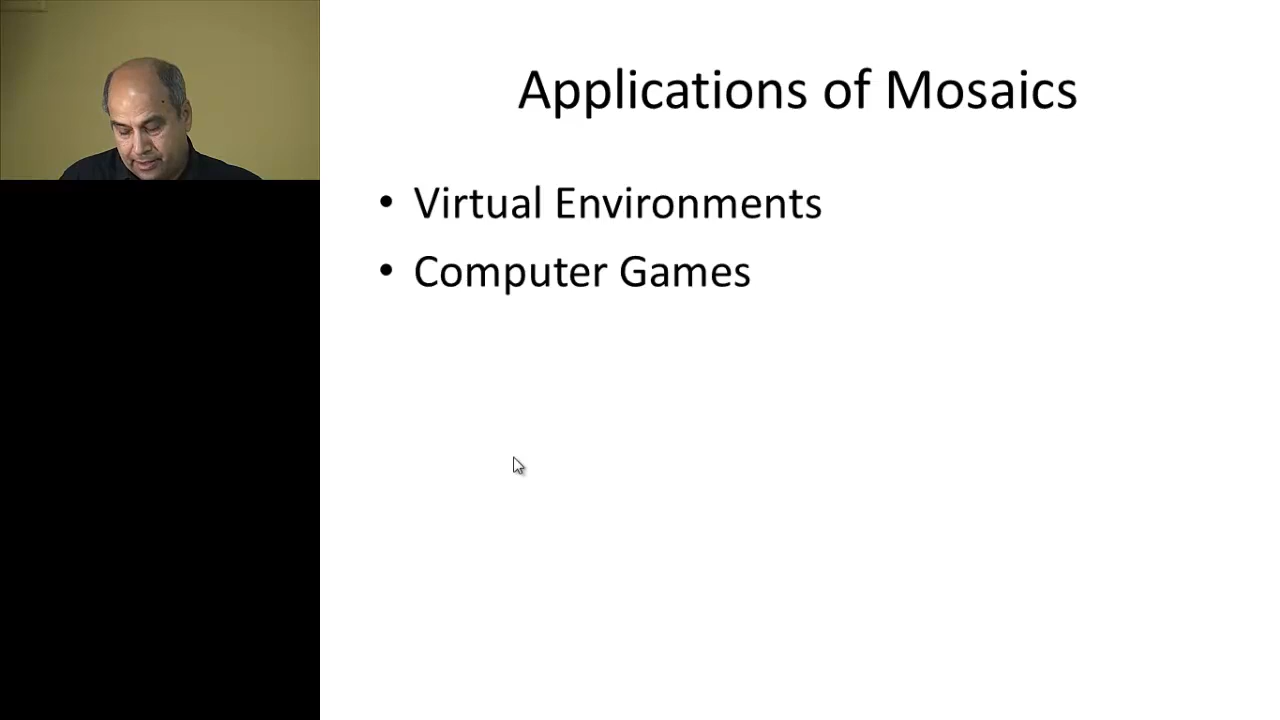 Applications of Mosaics
• Virtual Environments
• Computer Games